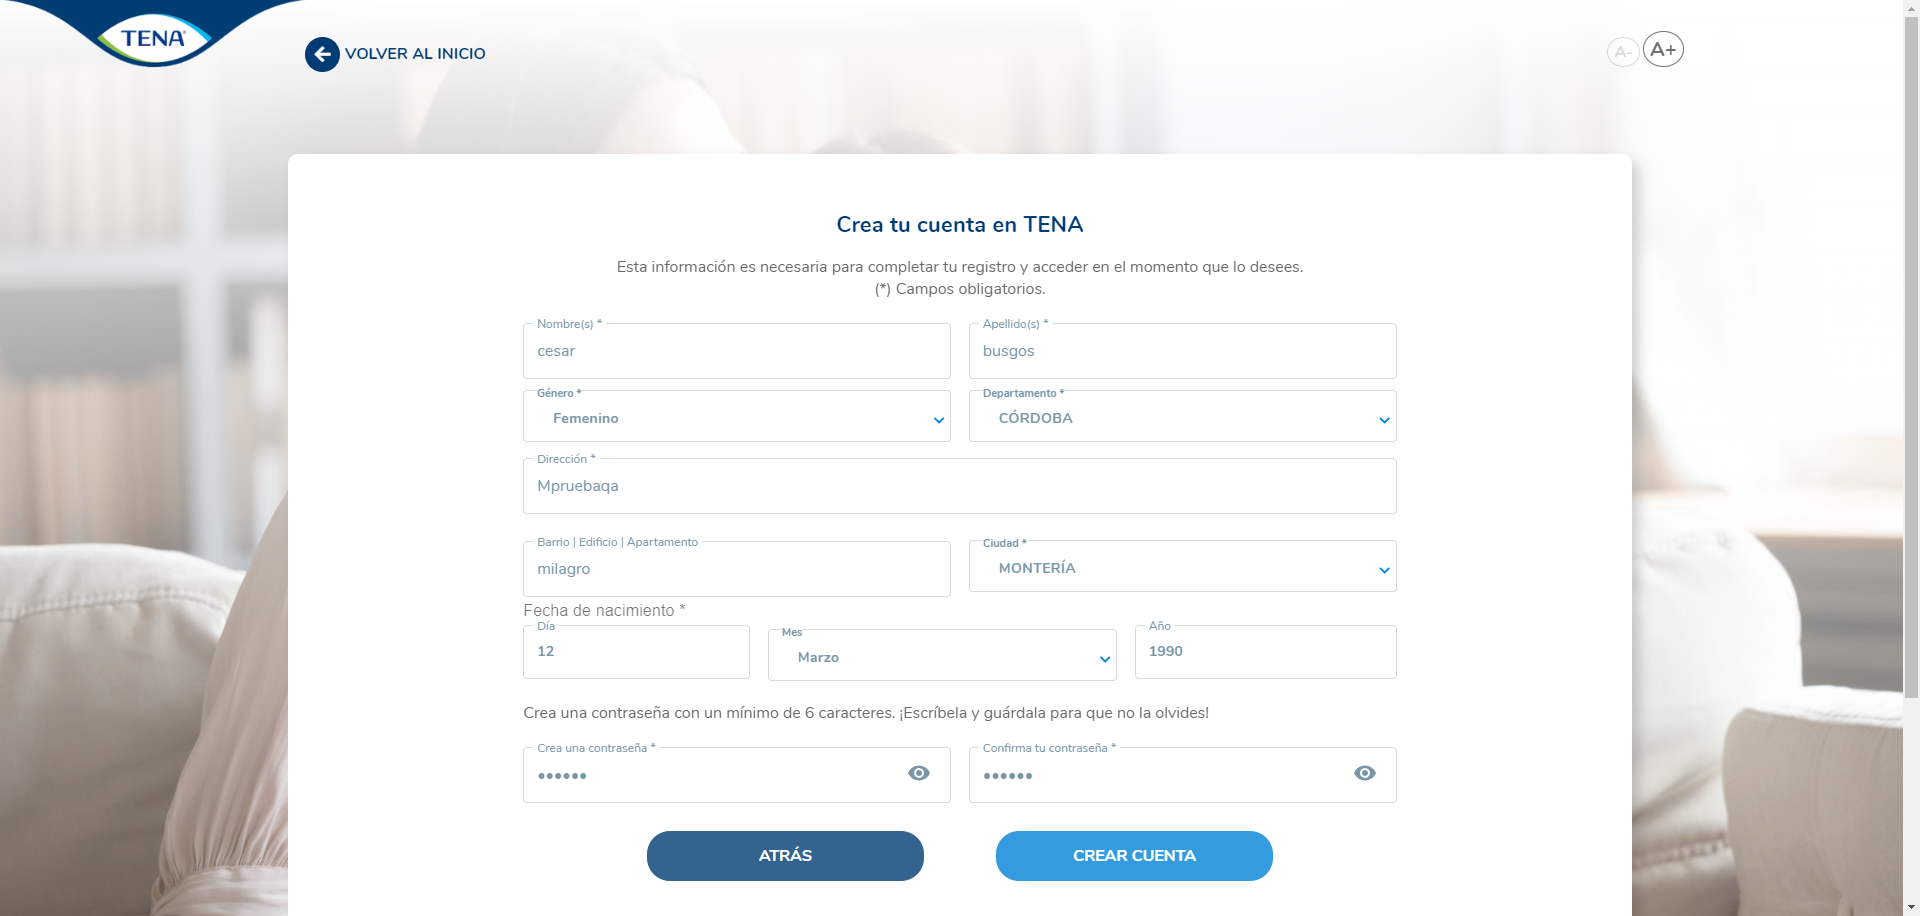 TENA
VOLVER AL INICIO
A-
A+
Crea tu cuenta en TENA
Esta información es necesaria para completar tu registro y acceder en el momento que lo desees.
(*) Campos obligatorios.
Nombre(s) *
cesar
Apellido(s) *
busgos
Género *
Femenino
Departamento *
CÓRDOBA
Dirección *
Mpruebaqa
Barrio | Edificio | Apartamento
milagro
Ciudad *
MONTERÍA
Fecha de nacimiento *
Día
12
Mes
Marzo
Año
1990
Crea una contraseña con un mínimo de 6 caracteres. ¡Escríbela y guárdala para que no la olvides!
Crea una contraseña *
••••••
Confirma tu contraseña *
••••••
ATRÁS
CREAR CUENTA